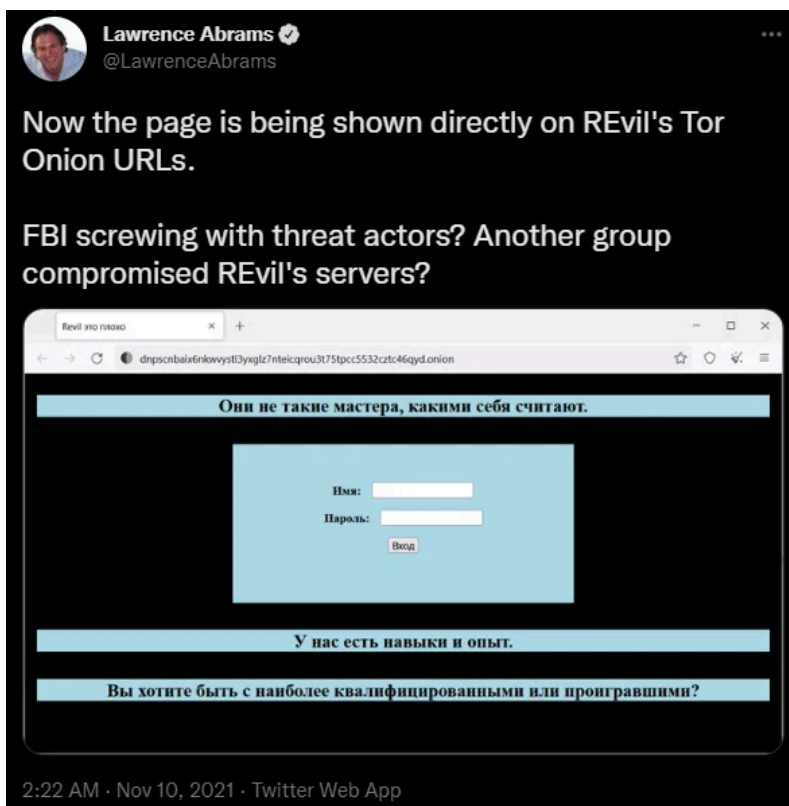 Lawrence Abrams
@LawrenceAbrams
Now the page is being shown directly on REvil's Tor
Onion URLs.
FBI screwing with threat actors? Another group
compromised REvil's servers?
Revil это плохо
dnpscnbaix6nkwvystl3yxglz7nteicqrou3t75tpcc5532cztc46qyd.onion
Они не такие мастера, какими себя считают.
Имя:
Пароль:
Вход
У нас есть навыки и опыт.
Вы хотите быть с наиболее квалифицированными или проигравшими?
2:22 AM · Nov 10, 2021 · Twitter Web App